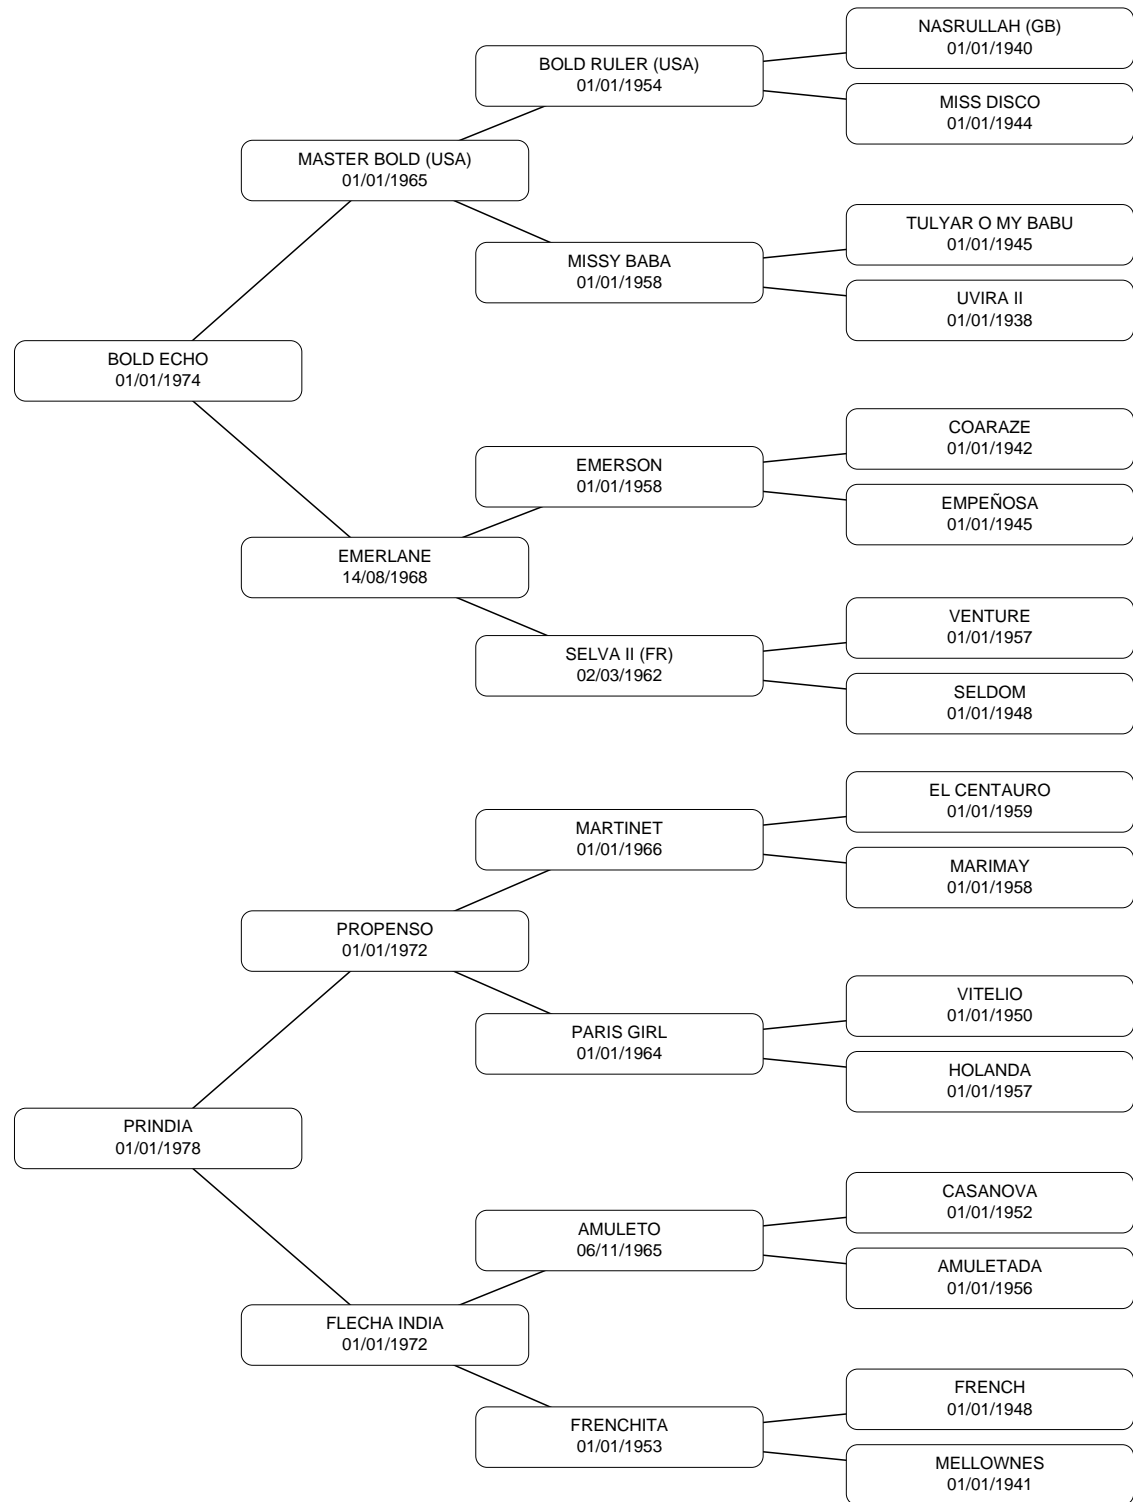 NASRULLAH (GB)
01/01/1940
BOLD RULER (USA)
01/01/1954
MISS DISCO
01/01/1944
MASTER BOLD (USA)
01/01/1965
TULYAR O MY BABU
01/01/1945
MISSY BABA
01/01/1958
UVIRA II
01/01/1938
BOLD ECHO
01/01/1974
COARAZE
01/01/1942
EMERSON
01/01/1958
EMPEÑOSA
01/01/1945
EMERLANE
14/08/1968
VENTURE
01/01/1957
SELVA II (FR)
02/03/1962
SELDOM
01/01/1948
EL CENTAURO
01/01/1959
MARTINET
01/01/1966
MARIMAY
01/01/1958
PROPENSO
01/01/1972
VITELIO
01/01/1950
PARIS GIRL
01/01/1964
HOLANDA
01/01/1957
PRINDIA
01/01/1978
CASANOVA
01/01/1952
AMULETO
06/11/1965
AMULETADA
01/01/1956
FLECHA INDIA
01/01/1972
FRENCH
01/01/1948
FRENCHITA
01/01/1953
MELLOWNES
01/01/1941